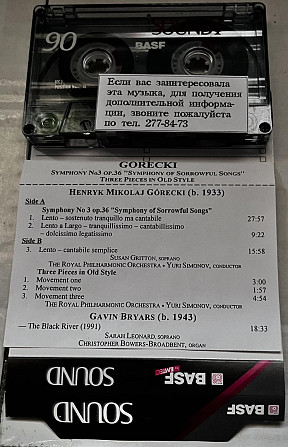 SOUND I
90
BASF
Если вас заинтересовала
эта музыка, для получения
дополнительной информа-
ции, звоните пожалуйста
по тел. 277-84-73
GORECKI
SYMPHONY NO3 OP.36 "SYMPHONY OF SORROWFUL SONGS"
THREE PIECES IN OLD STYLE
HENRYK MIKOLAJ GÓRECKI (b. 1933)
Side A
Symphony No 3 op.36 "Symphony of Sorrowful Songs"
1. Lento – sostenuto tranquillo ma cantabile 27:57
2. Lento a Largo – tranquillissimo – cantabillissimo
– dolcissimo legatissimo 9:22
Side B
3. Lento – cantabile semplice 15:58
SUSAN GRITTON, SOPRANO
THE ROYAL PHILHARMONIC ORCHESTRA • YURI SIMONOV, CONDUCTOR
Three Pieces in Old Style
1. Movement one 3:00
2. Movement two 1:57
3. Movement three 4:54
THE ROYAL PHILHARMONIC ORCHESTRA • YURI SIMONOV, CONDUCTOR
GAVIN BRYARS (b. 1943)
— The Black River (1991) 18:33
SARAH LEONARD, SOPRANO
CHRISTOPHER BOWERS-BROADBENT, ORGAN
SOUND BASF
SOUND BASF